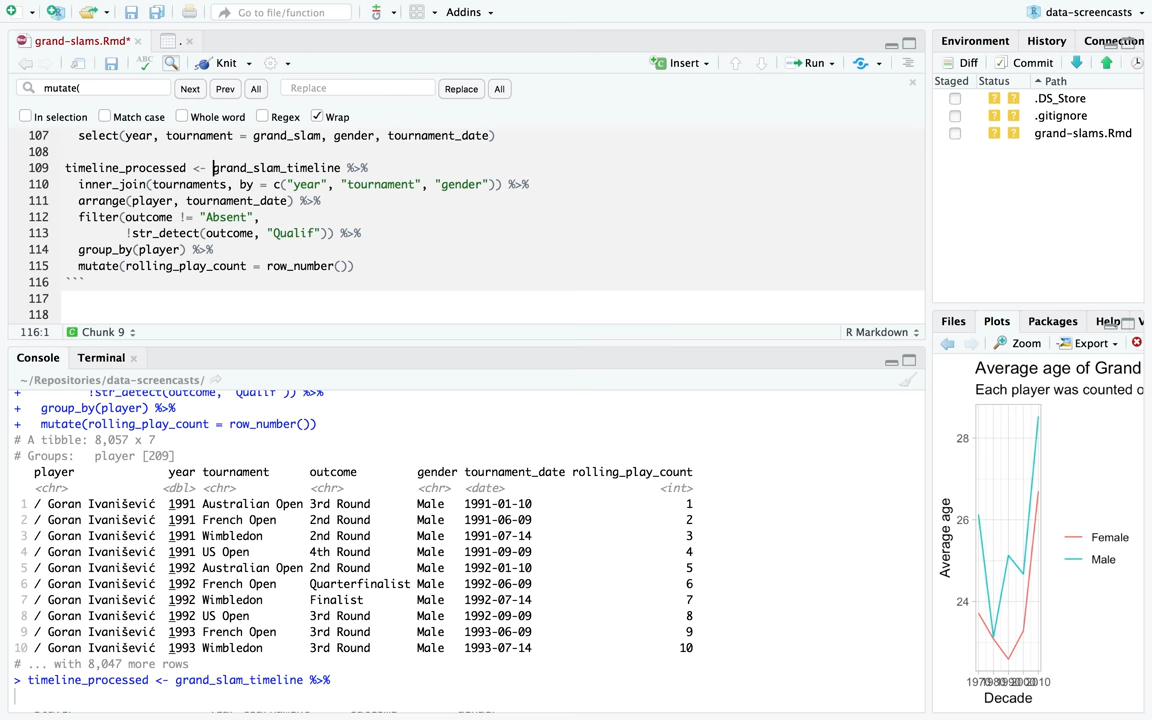 Go to file/function
Addins
data-screencasts
grand-slams.Rmd*
.
ABC
Knit
Insert
Run
mutate(
Next
Prev
All
Replace
Replace
All
In selection
Match case
Whole word
Regex
Wrap
107 select(year, tournament = grand_slam, gender, tournament_date)
108
109 timeline_processed <- grand_slam_timeline %>%
110 inner_join(tournaments, by = c("year", "tournament", "gender")) %>%
111 arrange(player, tournament_date) %>%
112 filter(outcome != "Absent",
113 !str_detect(outcome, "Qualif")) %>%
114 group_by(player) %>%
115 mutate(rolling_play_count = row_number())
116 ```
117
118
116:1 Chunk 9 R Markdown
Console Terminal
~/Repositories/data-screencasts/
+ !str_detect(outcome, "Qualif")) %>%
+ group_by(player) %>%
+ mutate(rolling_play_count = row_number())
# A tibble: 8,057 x 7
# Groups: player [209]
player year tournament outcome gender tournament_date rolling_play_count
<chr> <dbl> <chr> <chr> <chr> <date> <int>
1 / Goran Ivanišević 1991 Australian Open 3rd Round Male 1991-01-10 1
2 / Goran Ivanišević 1991 French Open 2nd Round Male 1991-06-09 2
3 / Goran Ivanišević 1991 Wimbledon 2nd Round Male 1991-07-14 3
4 / Goran Ivanišević 1991 US Open 4th Round Male 1991-09-09 4
5 / Goran Ivanišević 1992 Australian Open 2nd Round Male 1992-01-10 5
6 / Goran Ivanišević 1992 French Open Quarterfinalist Male 1992-06-09 6
7 / Goran Ivanišević 1992 Wimbledon Finalist Male 1992-07-14 7
8 / Goran Ivanišević 1992 US Open 3rd Round Male 1992-09-09 8
9 / Goran Ivanišević 1993 French Open 3rd Round Male 1993-06-09 9
10 / Goran Ivanišević 1993 Wimbledon 3rd Round Male 1993-07-14 10
# ... with 8,047 more rows
> timeline_processed <- grand_slam_timeline %>%
Environment History Connection
Diff Commit
Staged Status Path
? ? .DS_Store
? ? .gitignore
? ? grand-slams.Rmd
Files Plots Packages Help V
Zoom Export
Average age of Grand
Each player was counted o
28
26
24
Average age
Female
Male
1970 1980 1990 2000 2010
Decade